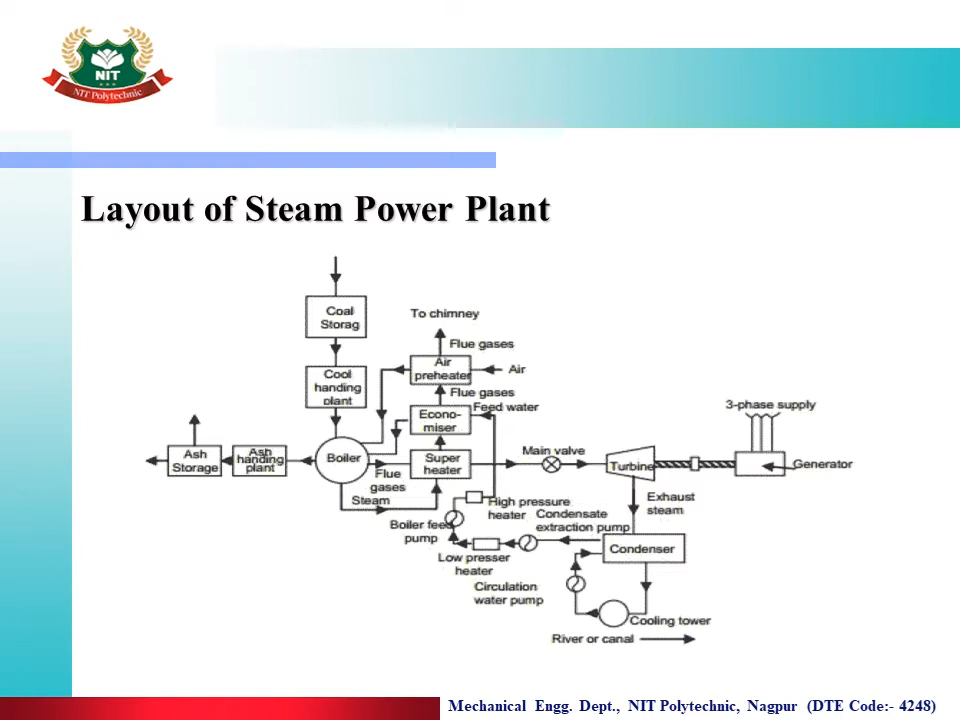 NIT
NIT Polytechnic
Layout of Steam Power Plant
Coal
Storag
To chimney
Flue gases
Air
preheater
Air
Cool
handing
plant
Flue gases
Feed water
Econo-
miser
3-phase supply
Ash
Storage
Ash
handing
plant
Boiler
Super
heater
Main valve
Turbine
Generator
Flue
gases
Steam
High pressure
heater
Exhaust
steam
Boiler feed
pump
Condensate
extraction pump
Low presser
heater
Condenser
Circulation
water pump
Cooling tower
River or canal
Mechanical Engg. Dept., NIT Polytechnic, Nagpur (DTE Code:- 4248)